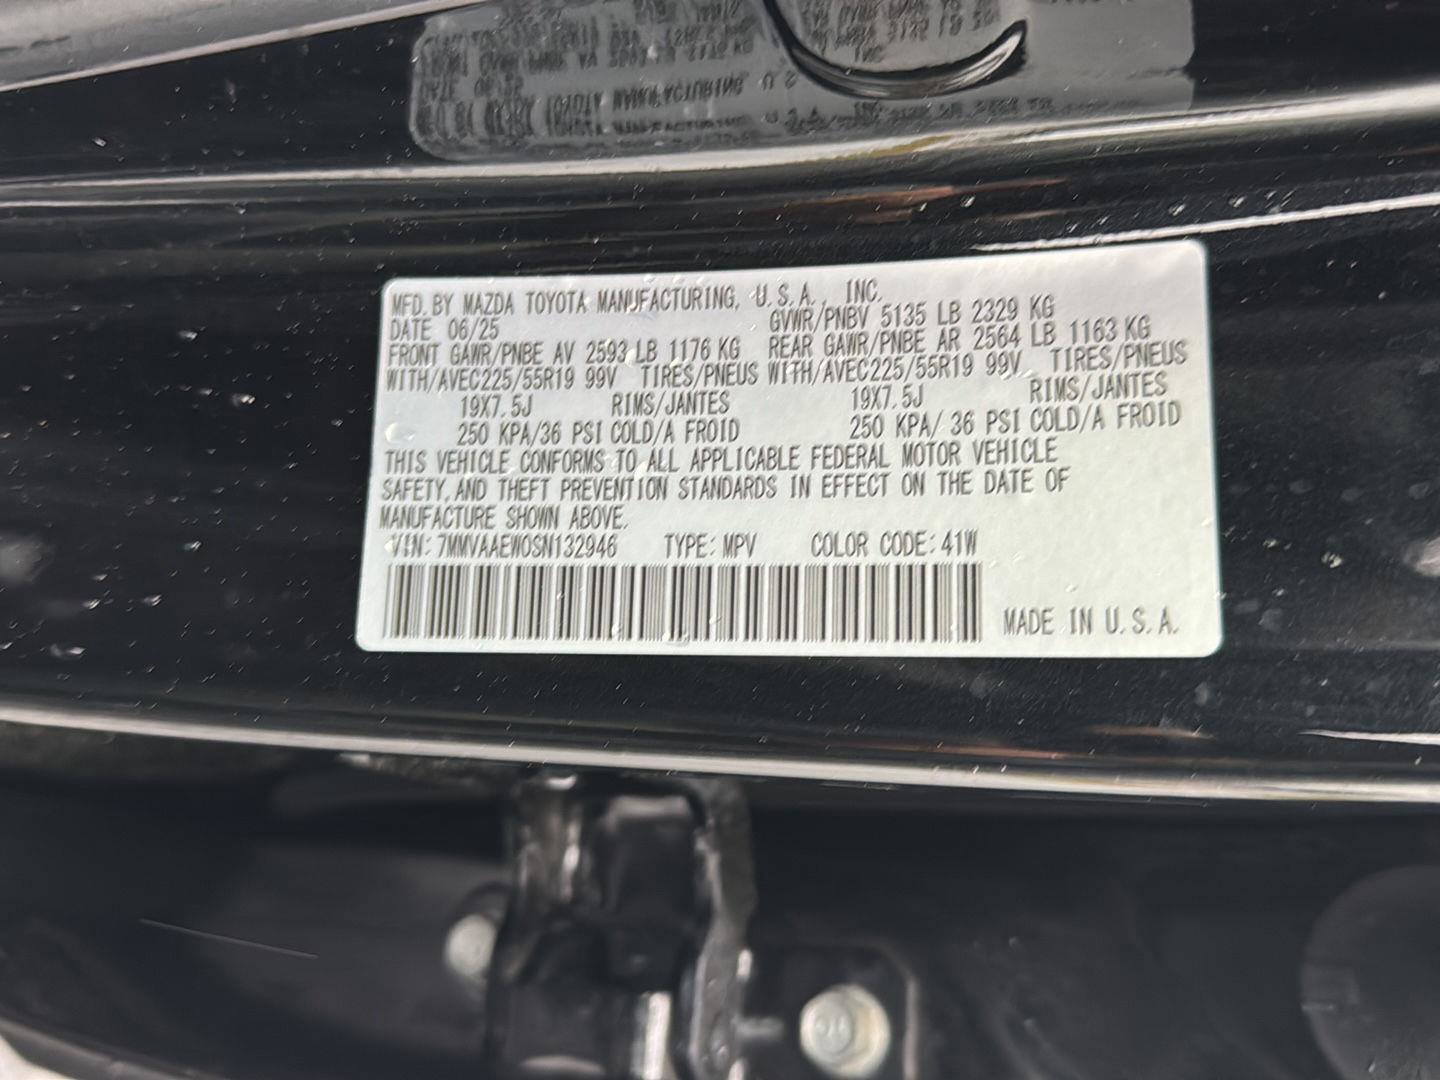 MFD. BY MAZDA TOYOTA MANUFACTURING, U.S.A., INC.
DATE 06/25 GVWR/PNBV 5135 LB 2329 KG
FRONT GAWR/PNBE AV 2593 LB 1176 KG REAR GAWR/PNBE AR 2564 LB 1163 KG
WITH/AVEC225/55R19 99V TIRES/PNEUS WITH/AVEC225/55R19 99V TIRES/PNEUS
19X7.5J RIMS/JANTES 19X7.5J RIMS/JANTES
250 KPA/36 PSI COLD/A FROID 250 KPA/ 36 PSI COLD/A FROID
THIS VEHICLE CONFORMS TO ALL APPLICABLE FEDERAL MOTOR VEHICLE
SAFETY, AND THEFT PREVENTION STANDARDS IN EFFECT ON THE DATE OF
MANUFACTURE SHOWN ABOVE.
VIN: 7MMVAAEW0SN132946 TYPE: MPV COLOR CODE: 41W
MADE IN U.S.A.